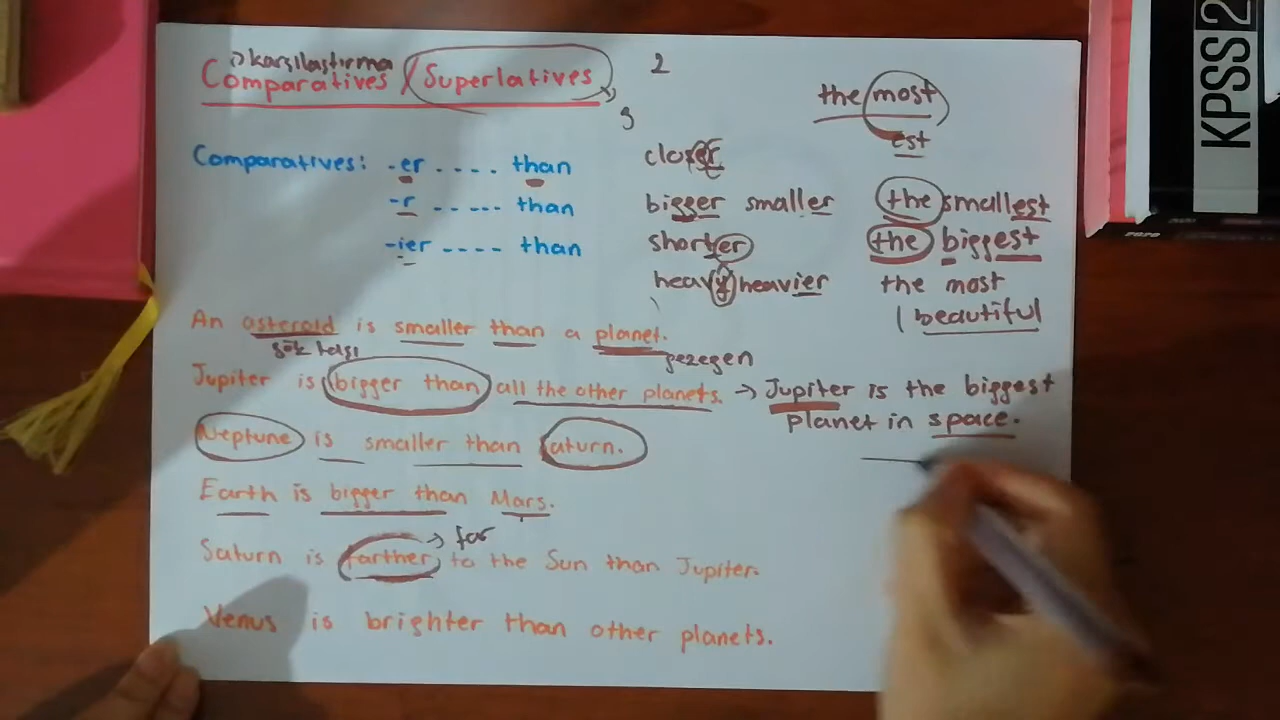 karşılaştırma
Comparatives / Superlatives
2
3
the most
est
Comparatives: -er .... than
-r ..... than
-ier .... than
closer
bigger smaller
shorter
heavy heavier
the smallest
the biggest
the most
beautiful
An asteroid is smaller than a planet.
gök taşı
gezegen
Jupiter is bigger than all the other planets. → Jupiter is the biggest
planet in space.
Neptune is smaller than Saturn.
Earth is bigger than Mars.
→ far
Saturn is farther to the Sun than Jupiter.
Venus is brighter than other planets.
KPSS2
2020